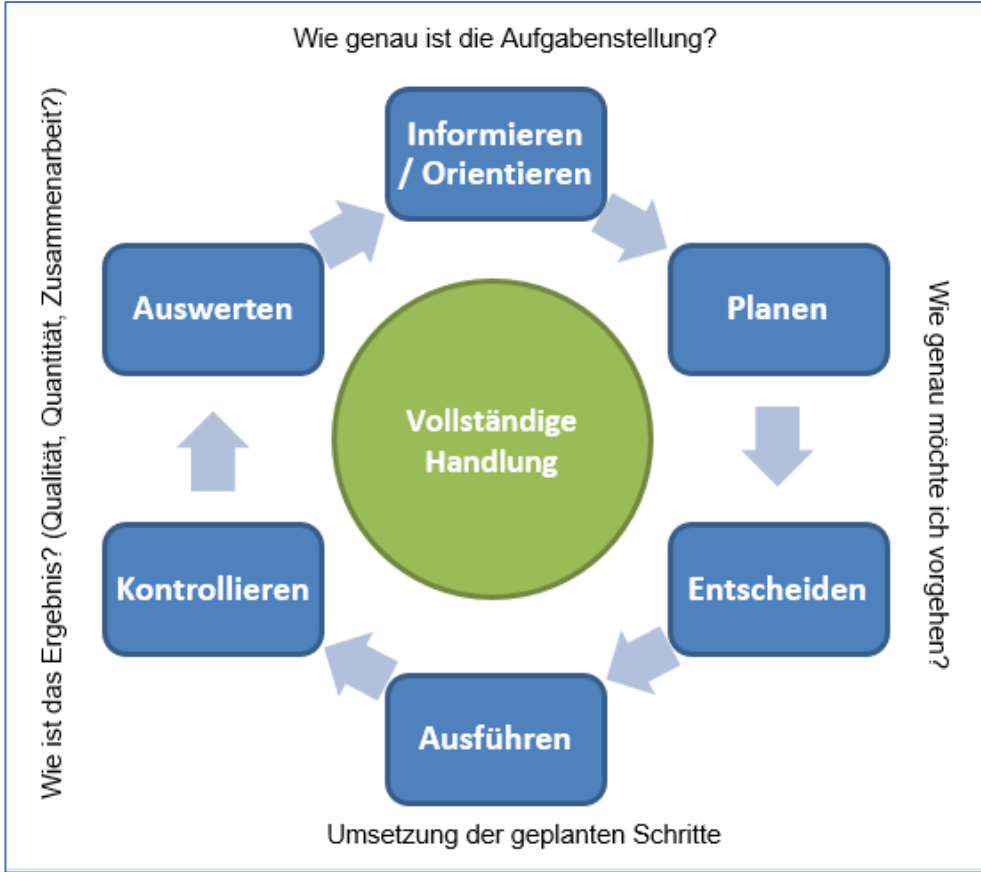 Wie genau ist die Aufgabenstellung?
Informieren
/ Orientieren
Planen
Wie genau möchte ich vorgehen?
Entscheiden
Ausführen
Umsetzung der geplanten Schritte
Kontrollieren
Auswerten
Wie ist das Ergebnis? (Qualität, Quantität, Zusammenarbeit?)
Vollständige
Handlung